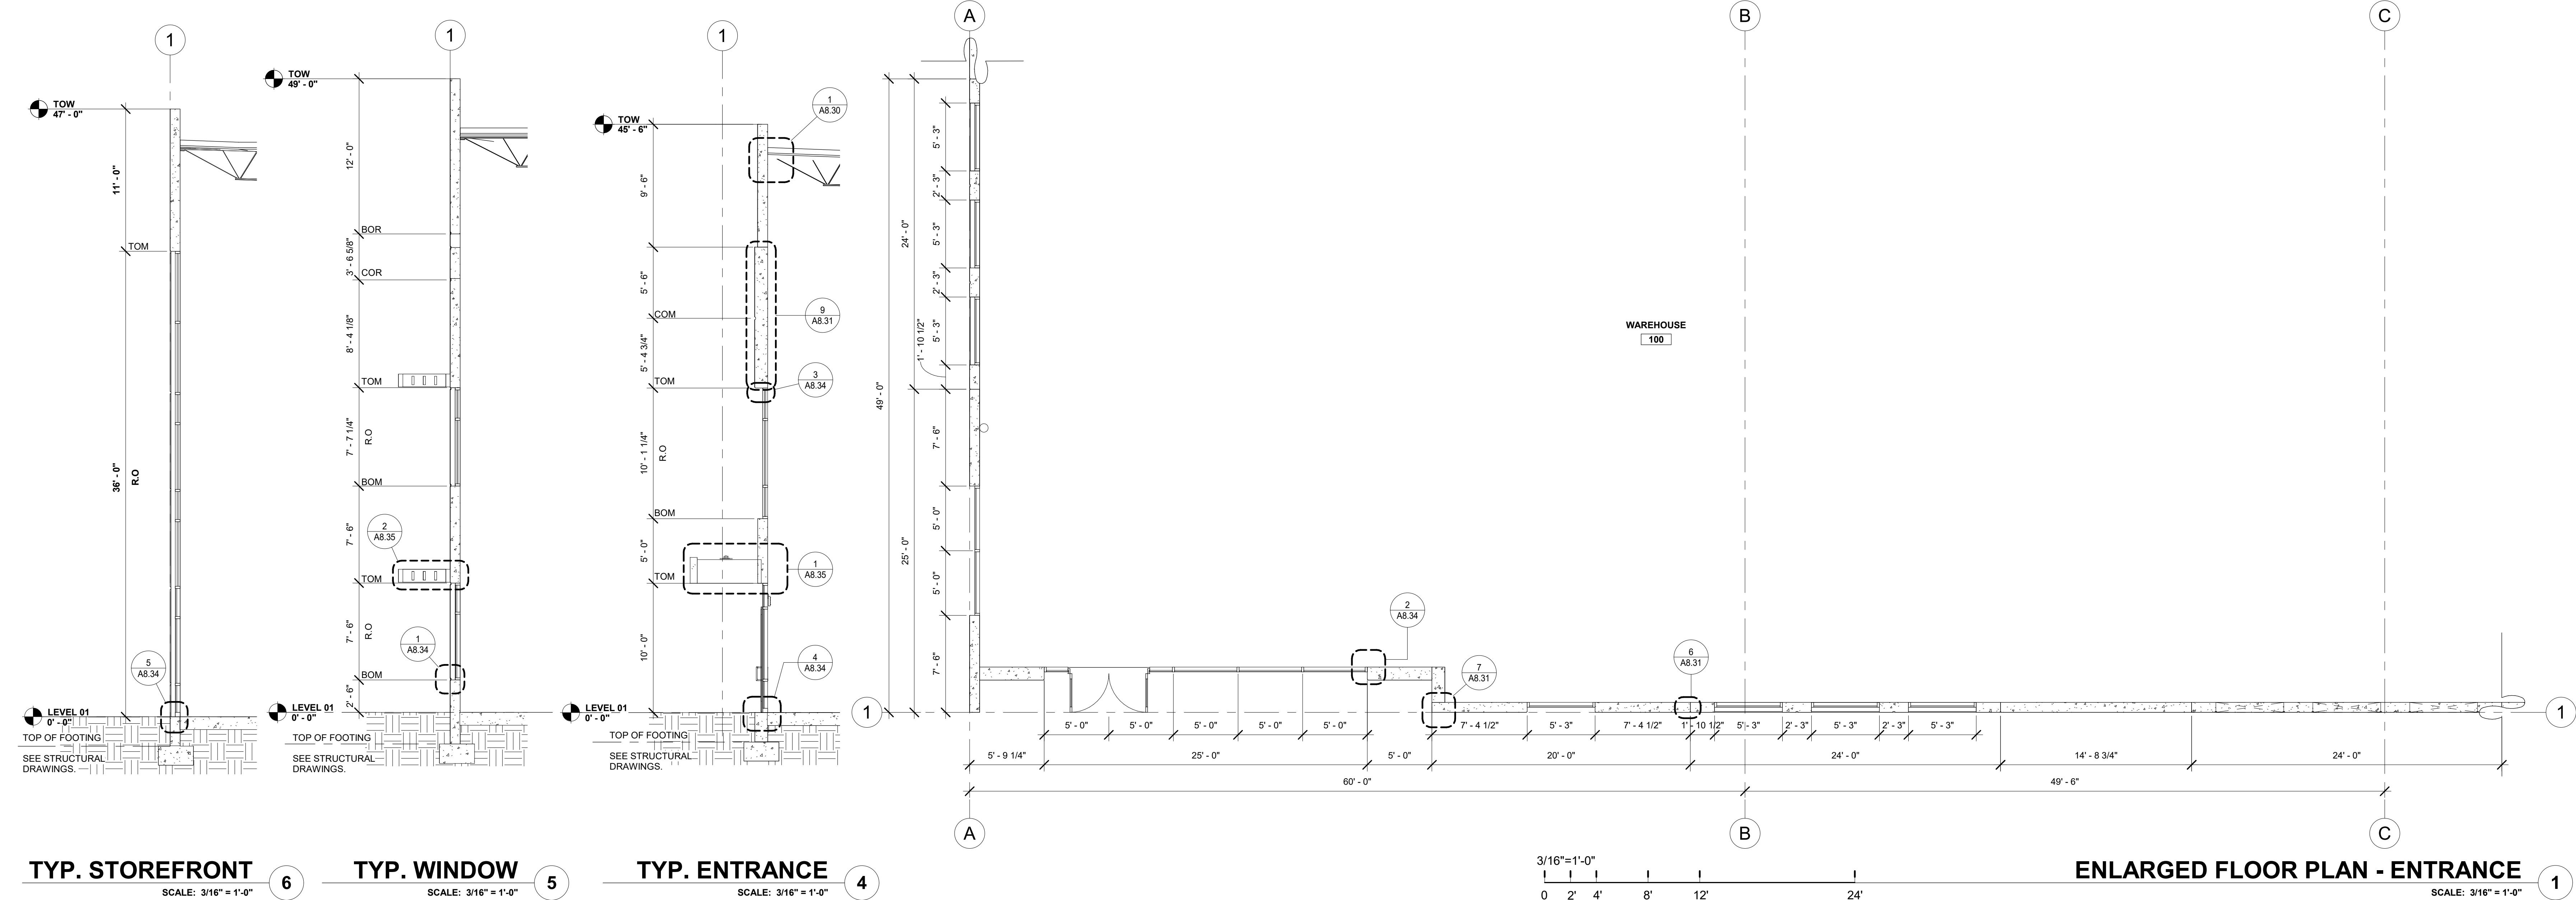 1
TOW
47' - 0"
11' - 0"
TOM
36' - 0"
R.O
5
A8.34
LEVEL 01
0' - 0"
TOP OF FOOTING
SEE STRUCTURAL
DRAWINGS.
TYP. STOREFRONT
SCALE: 3/16" = 1'-0"
6
1
TOW
49' - 0"
12' - 0"
BOR
3' - 6 5/8"
COR
8' - 4 1/8"
TOM
7' - 7 1/4"
R.O
BOM
2
A8.35
7' - 6"
TOM
7' - 6"
R.O
1
A8.34
BOM
2' - 6"
LEVEL 01
0' - 0"
TOP OF FOOTING
SEE STRUCTURAL
DRAWINGS.
TYP. WINDOW
SCALE: 3/16" = 1'-0"
5
1
TOW
45' - 6"
1
A8.30
9' - 6"
5' - 6"
9
A8.31
COM
5' - 4 3/4"
TOM
3
A8.34
10' - 1 1/4"
R.O
BOM
5' - 0"
1
A8.35
TOM
10' - 0"
4
A8.34
LEVEL 01
0' - 0"
TOP OF FOOTING
SEE STRUCTURAL
DRAWINGS.
TYP. ENTRANCE
SCALE: 3/16" = 1'-0"
4
A
B
C
5' - 3"
2' - 3"
5' - 3"
2' - 3"
5' - 3"
1' - 10 1/2"
24' - 0"
49' - 0"
7' - 6"
5' - 0"
25' - 0"
5' - 0"
7' - 6"
WAREHOUSE
100
2
A8.34
7
A8.31
6
A8.31
1
1
5' - 0"
5' - 0"
5' - 0"
5' - 0"
5' - 0"
7' - 4 1/2"
5' - 3"
7' - 4 1/2"
1' - 10 1/2"
5' - 3"
2' - 3"
5' - 3"
2' - 3"
5' - 3"
5' - 9 1/4"
25' - 0"
5' - 0"
20' - 0"
24' - 0"
14' - 8 3/4"
24' - 0"
60' - 0"
49' - 6"
A
B
C
3/16"=1'-0"
0
2'
4'
8'
12'
24'
ENLARGED FLOOR PLAN - ENTRANCE
SCALE: 3/16" = 1'-0"
1